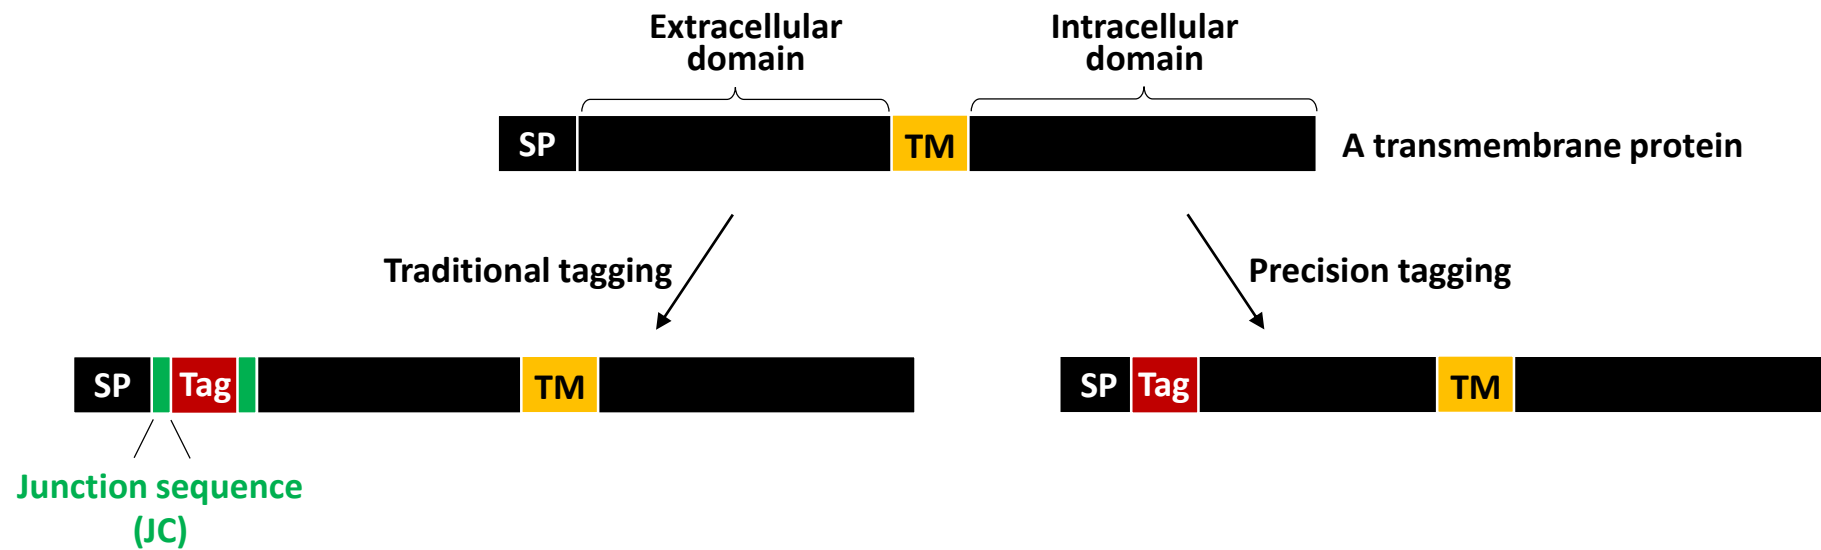 Extracellular
domain
Intracellular
domain
SP
TM
A transmembrane protein
Traditional tagging
Precision tagging
SP
Tag
TM
SP
Tag
TM
Junction sequence
(JC)